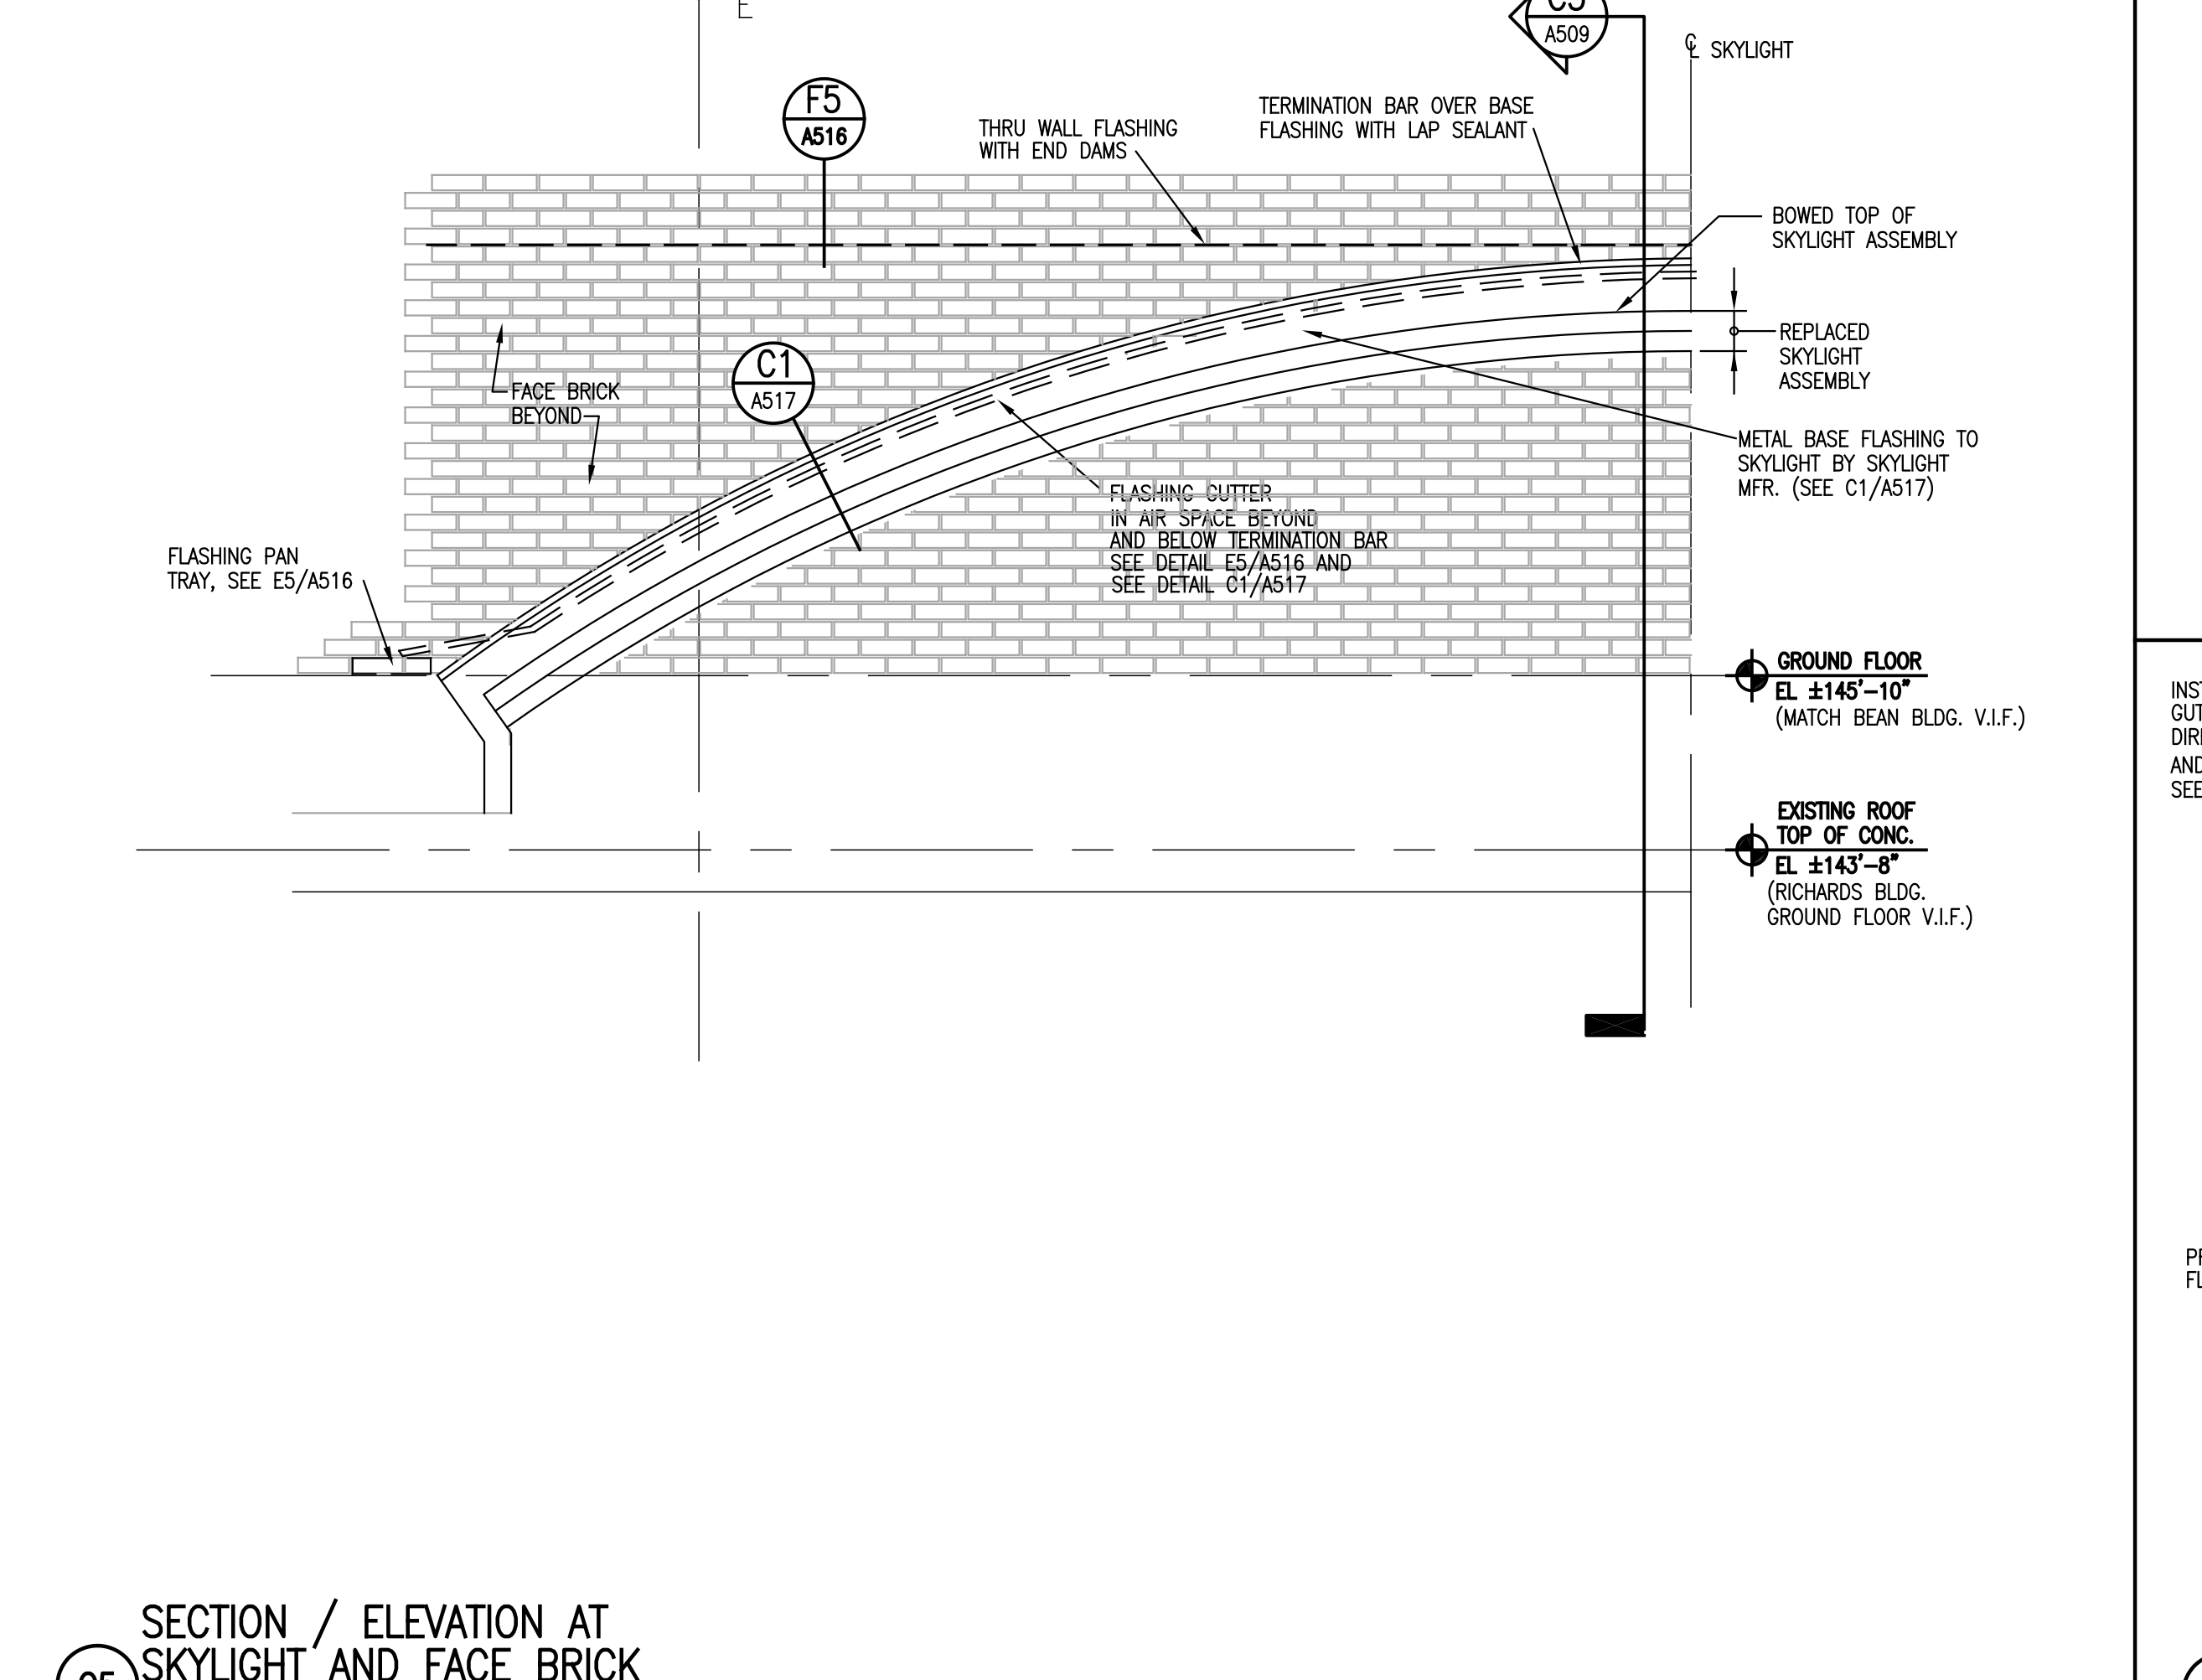 E
C5
A509
℄ SKYLIGHT
F5
A516
THRU WALL FLASHING
WITH END DAMS
TERMINATION BAR OVER BASE
FLASHING WITH LAP SEALANT
BOWED TOP OF
SKYLIGHT ASSEMBLY
REPLACED
SKYLIGHT
ASSEMBLY
C1
A517
FACE BRICK
BEYOND
METAL BASE FLASHING TO
SKYLIGHT BY SKYLIGHT
MFR. (SEE C1/A517)
FLASHING GUTTER
IN AIR SPACE BEYOND
AND BELOW TERMINATION BAR
SEE DETAIL E5/A516 AND
SEE DETAIL C1/A517
FLASHING PAN
TRAY, SEE E5/A516
GROUND FLOOR
EL ±145'-10"
(MATCH BEAN BLDG. V.I.F.)
EXISTING ROOF
TOP OF CONC.
EL ±143'-8"
(RICHARDS BLDG.
GROUND FLOOR V.I.F.)
INS
GUT
DIR
AND
SEE
SECTION / ELEVATION AT
SKYLIGHT AND FACE BRICK